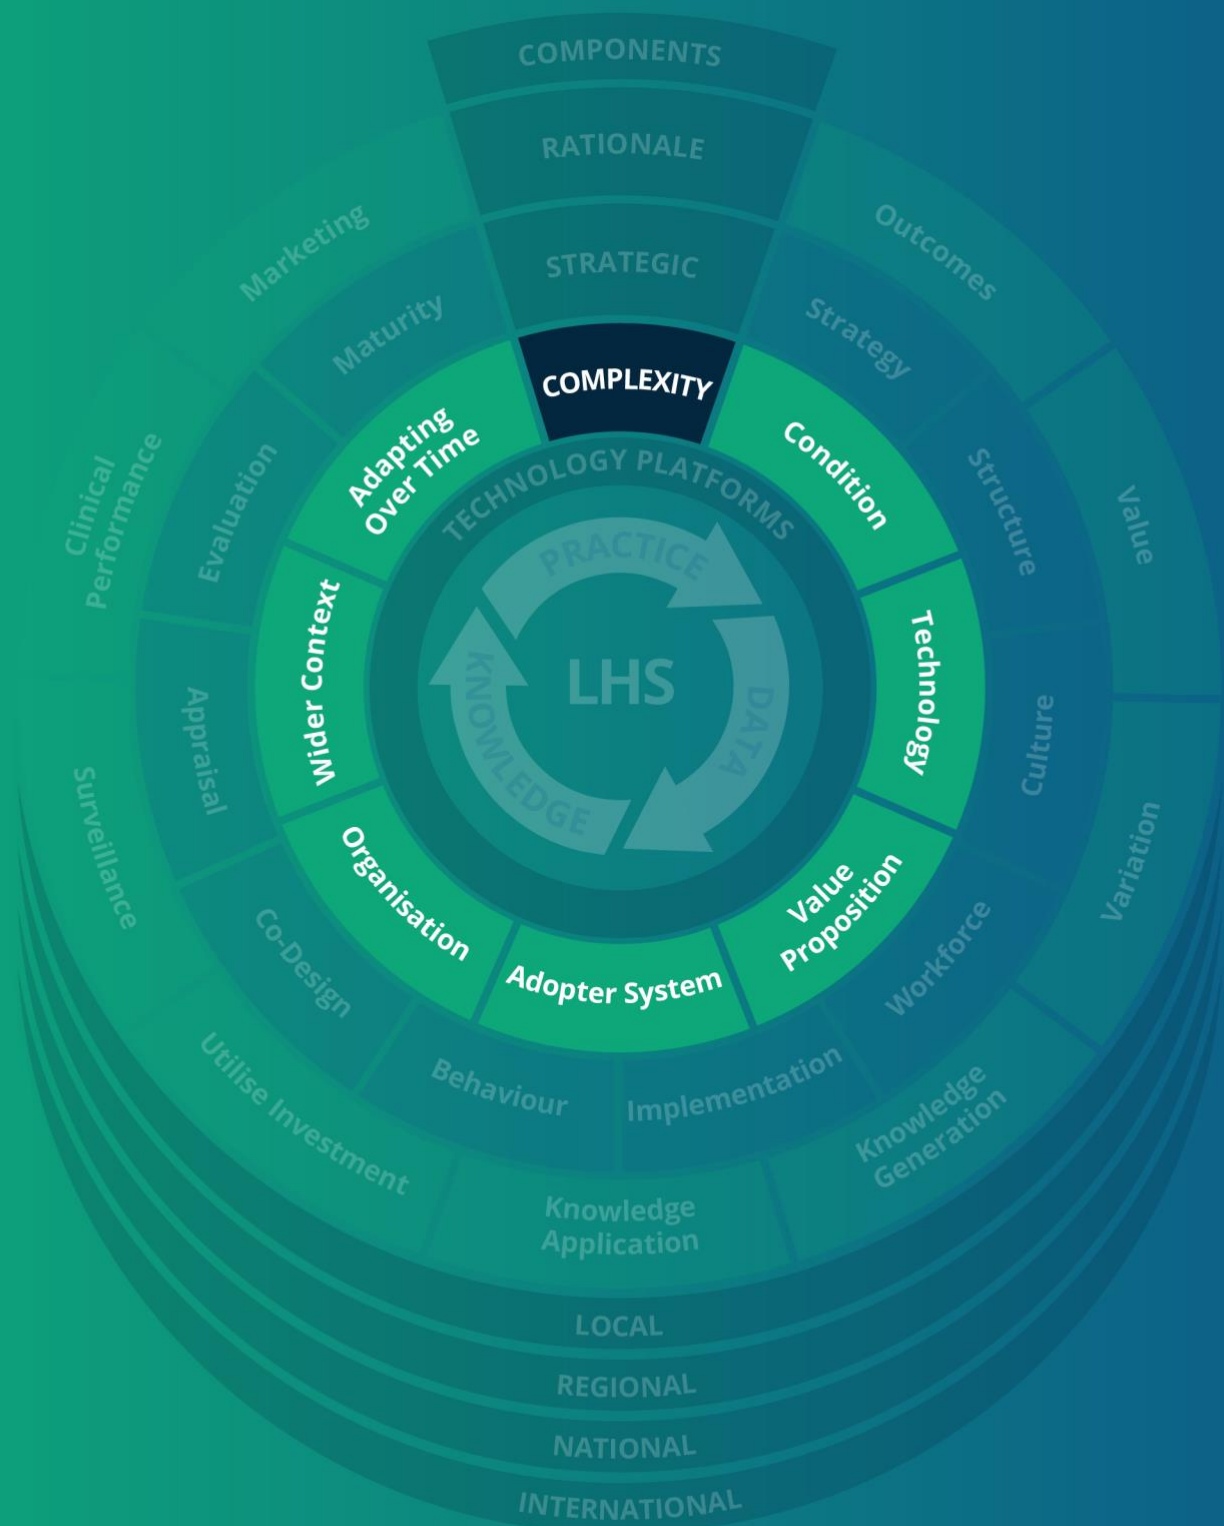 COMPONENTS
RATIONALE
STRATEGIC
COMPLEXITY
TECHNOLOGY PLATFORMS
PRACTICE
DATA
KNOWLEDGE
LHS
Condition
Technology
Value
Proposition
Adopter System
Organisation
Wider Context
Adapting
Over Time
Strategy
Structure
Culture
Workforce
Implementation
Behaviour
Co-Design
Appraisal
Evaluation
Maturity
Outcomes
Value
Variation
Knowledge
Generation
Knowledge
Application
Utilise Investment
Surveillance
Clinical
Performance
Marketing
LOCAL
REGIONAL
NATIONAL
INTERNATIONAL